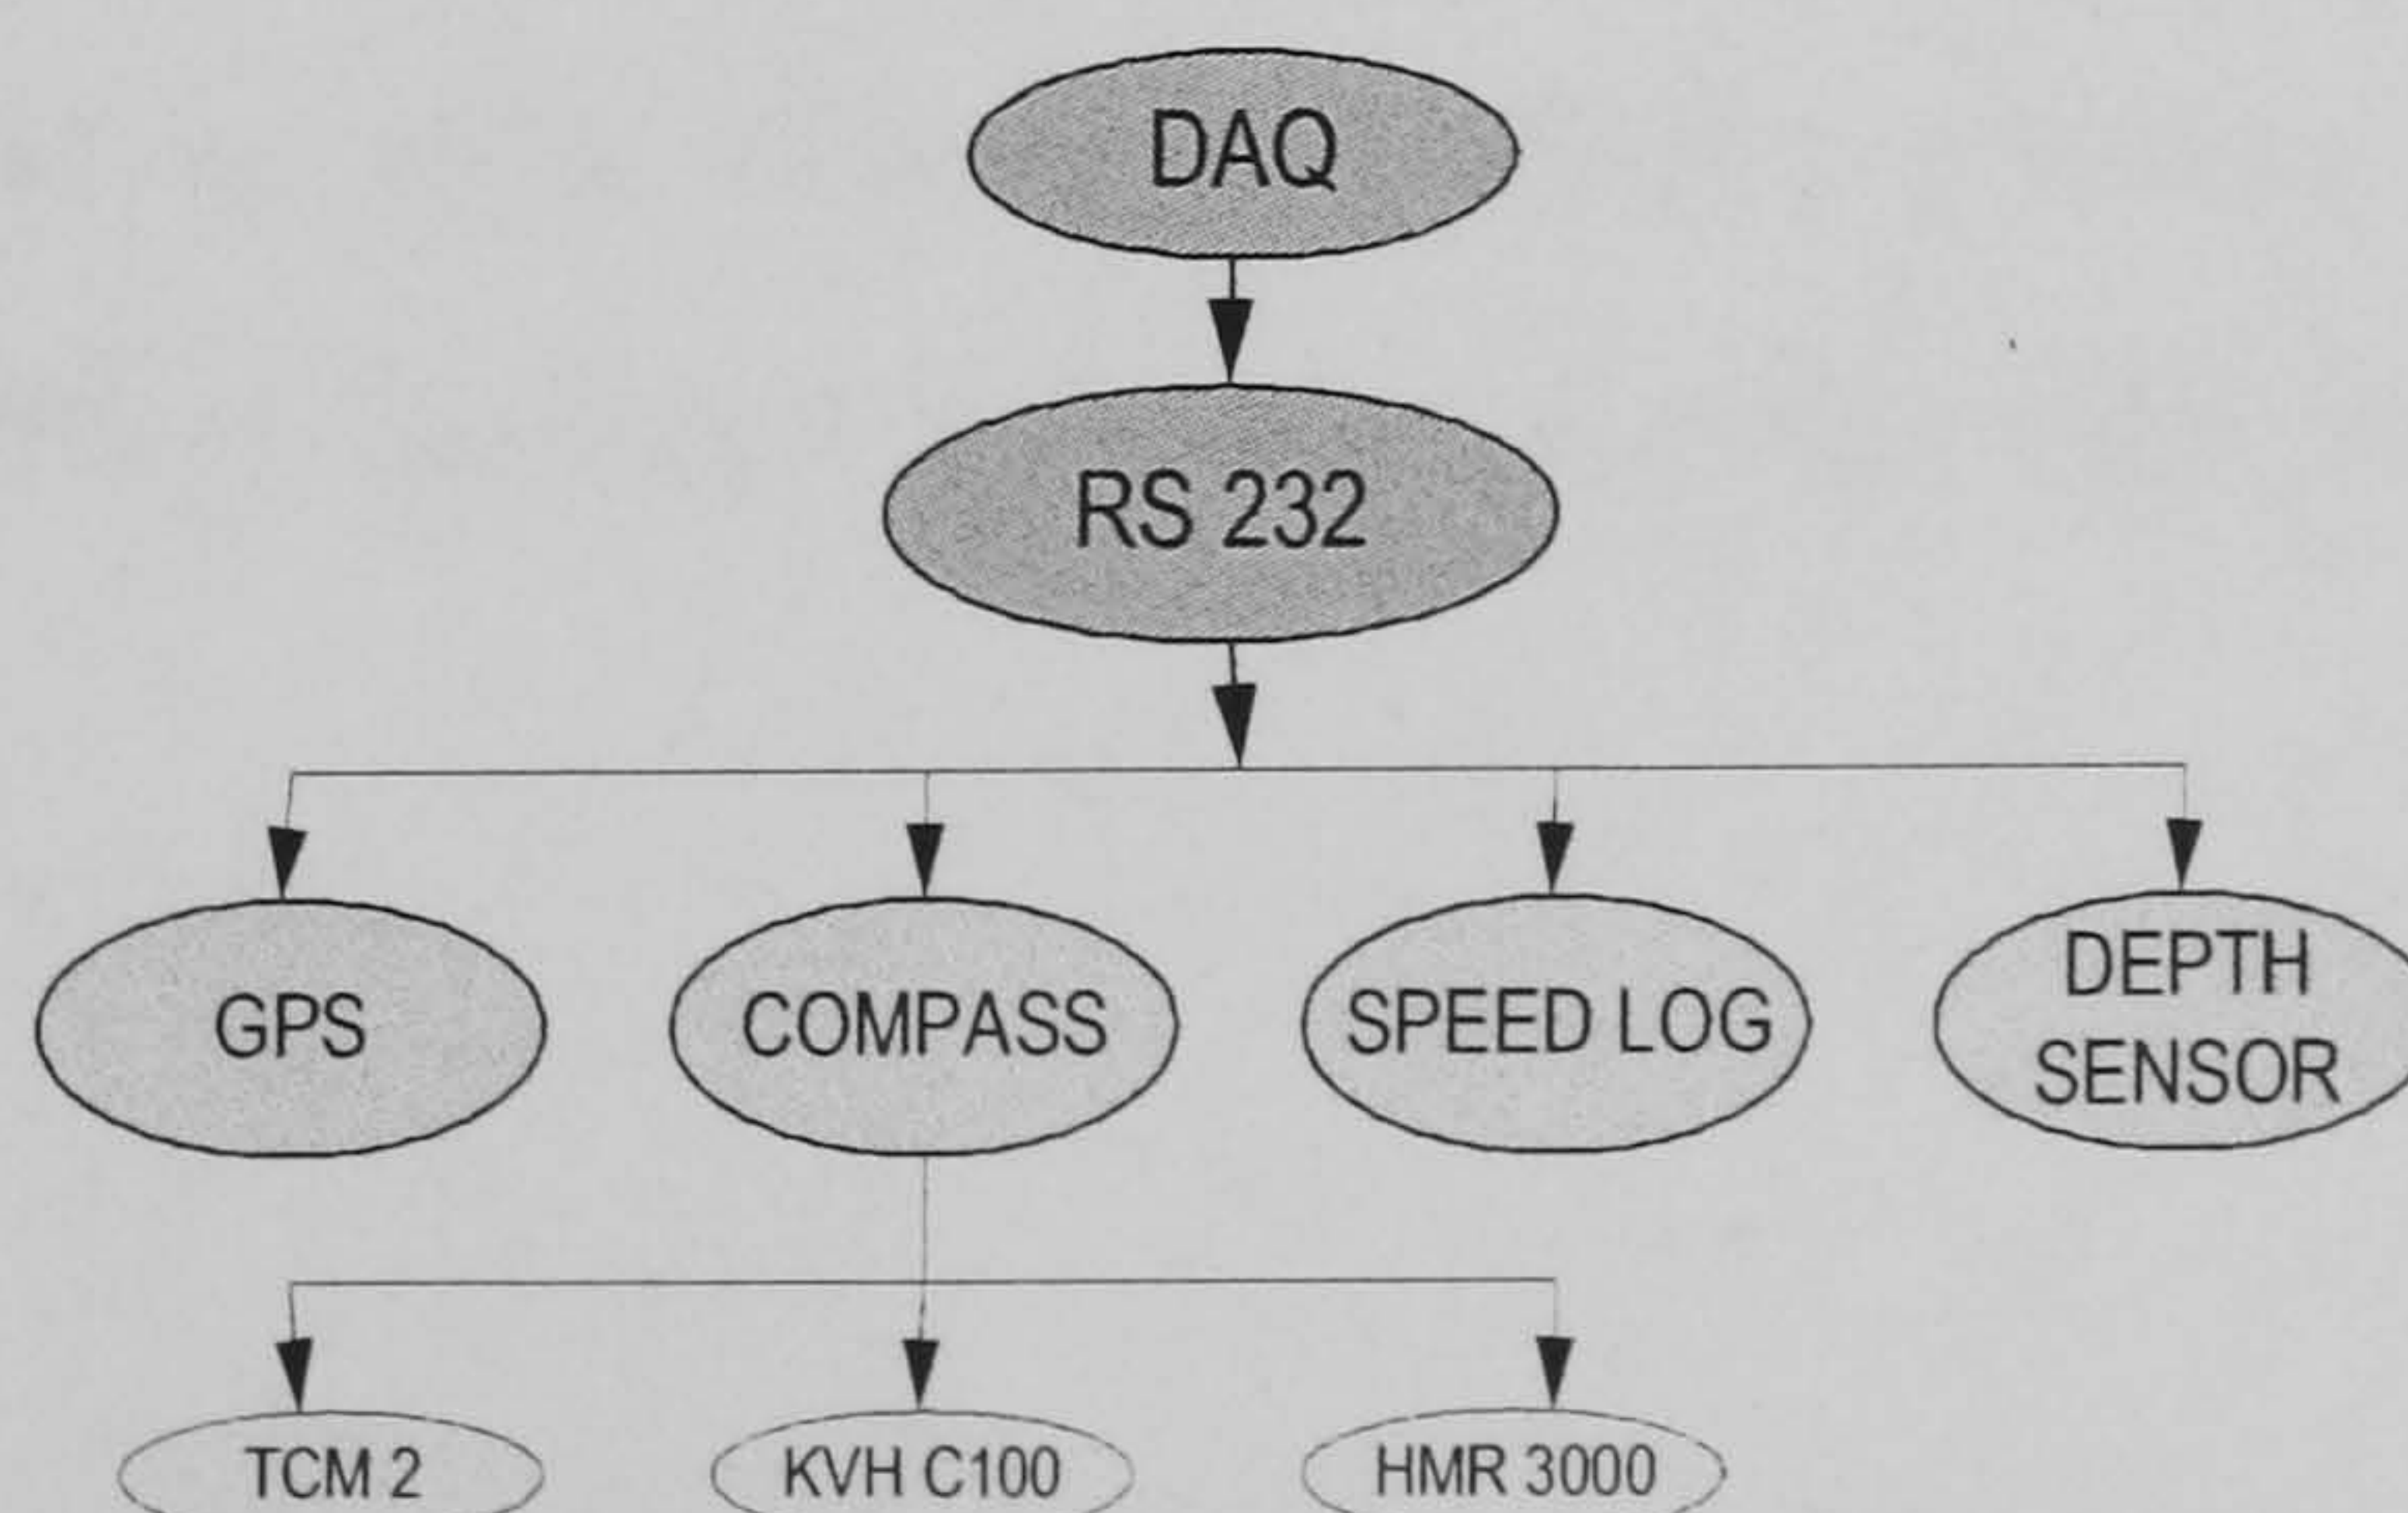 DAQ
RS 232
GPS
COMPASS
SPEED LOG
DEPTH
SENSOR
TCM 2
KVH C100
HMR 3000